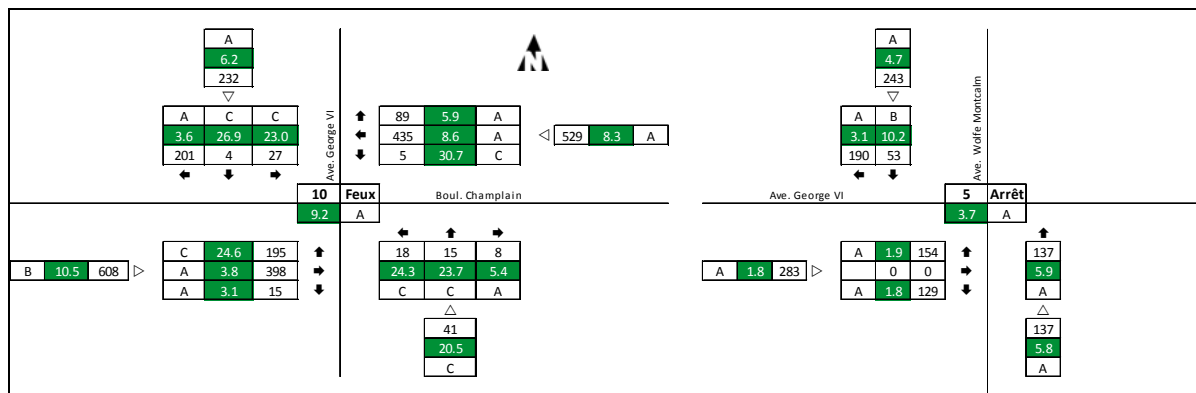 A
6.2
232
A C C
3.6 26.9 23.0
201 4 27
Ave. George VI
N
89 5.9 A
435 8.6 A
5 30.7 C
529 8.3 A
10 Feux
9.2 A
Boul. Champlain
B 10.5 608
C 24.6 195
A 3.8 398
A 3.1 15
18 15 8
24.3 23.7 5.4
C C A
41
20.5
C
A
4.7
243
A B
3.1 10.2
190 53
Ave. Wolfe Montcalm
Ave. George VI
5 Arrêt
3.7 A
A 1.8 283
A 1.9 154
0 0
A 1.8 129
137
5.9
A
137
5.8
A